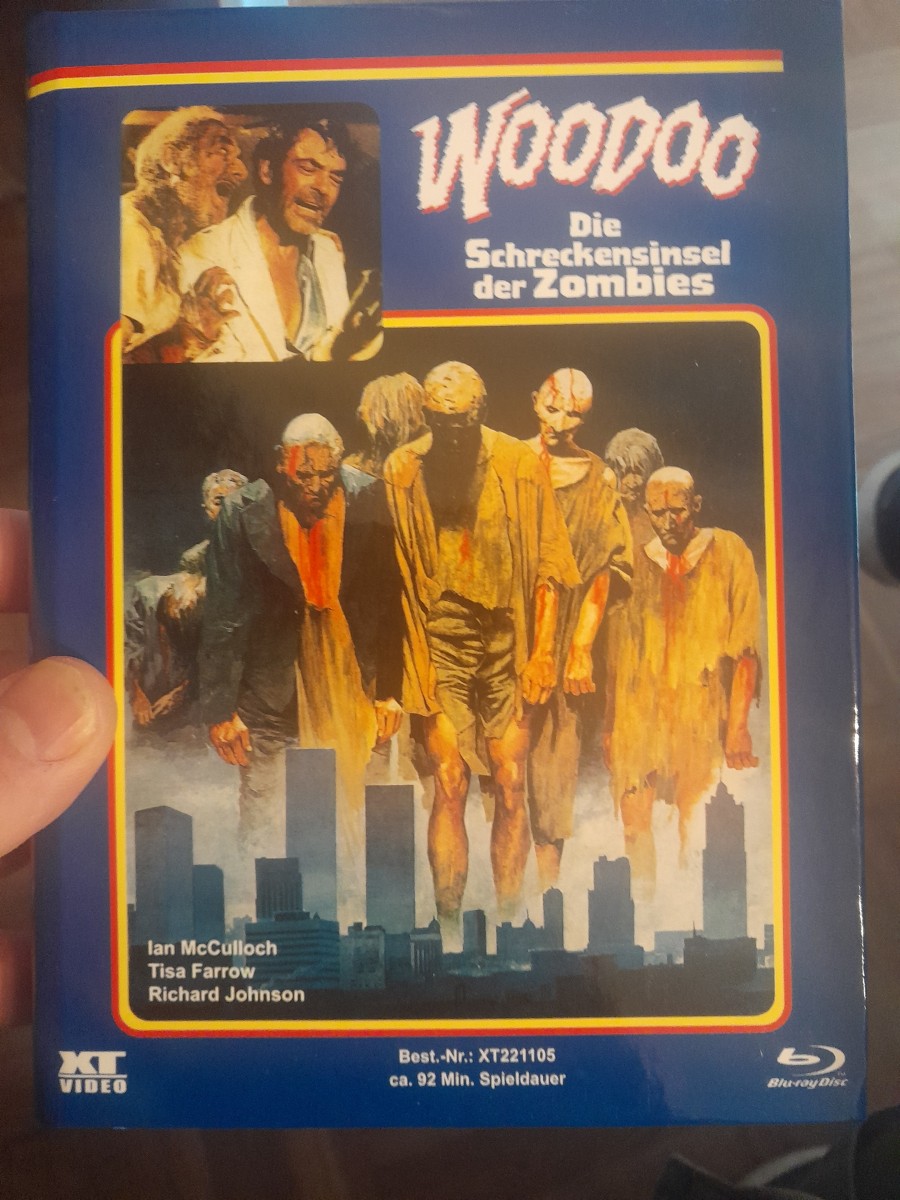 WOODOO
Die
Schreckensinsel
der Zombies
Ian McCulloch
Tisa Farrow
Richard Johnson
XT
VIDEO
Best.-Nr.: XT221105
ca. 92 Min. Spieldauer
Blu-ray Disc